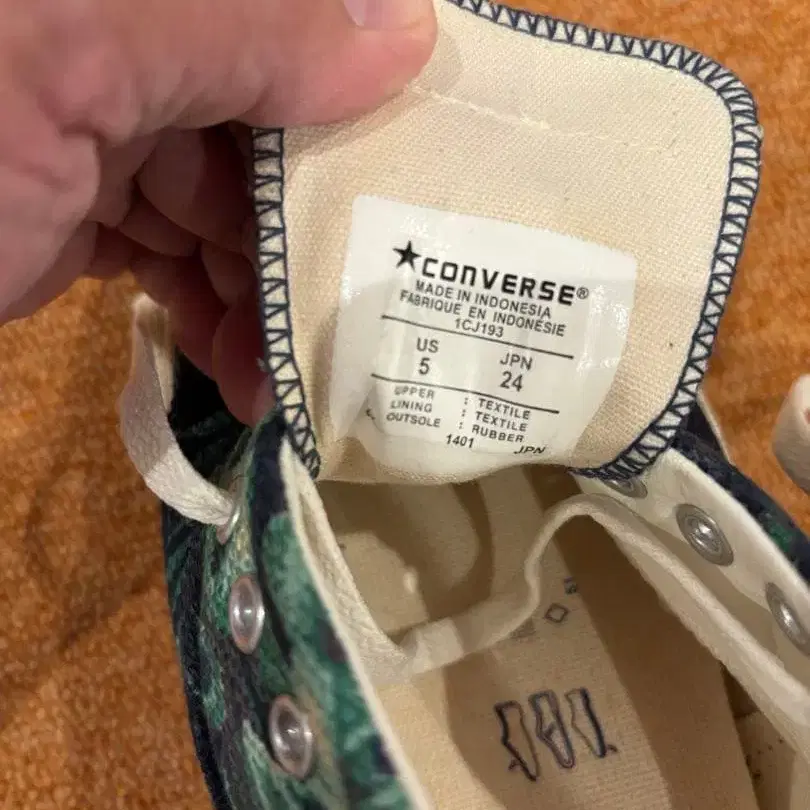 ★CONVERSE®
MADE IN INDONESIA
FABRIQUE EN INDONÉSIE
1CJ193
US JPN
5 24
UPPER : TEXTILE
LINING : TEXTILE
OUTSOLE : RUBBER
1401 JPN